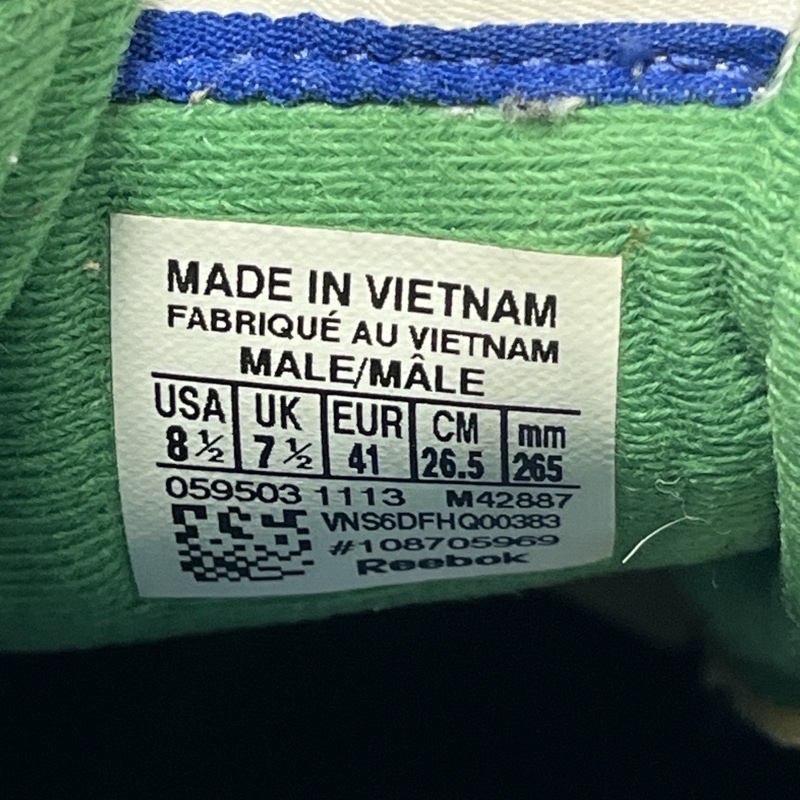 MADE IN VIETNAM
FABRIQUÉ AU VIETNAM
MALE/MÂLE
USA UK EUR CM mm
8 ½ 7 ½ 41 26.5 265
059503 1113 M42887
VNS6DFHQ00383
#108705969
Reebok